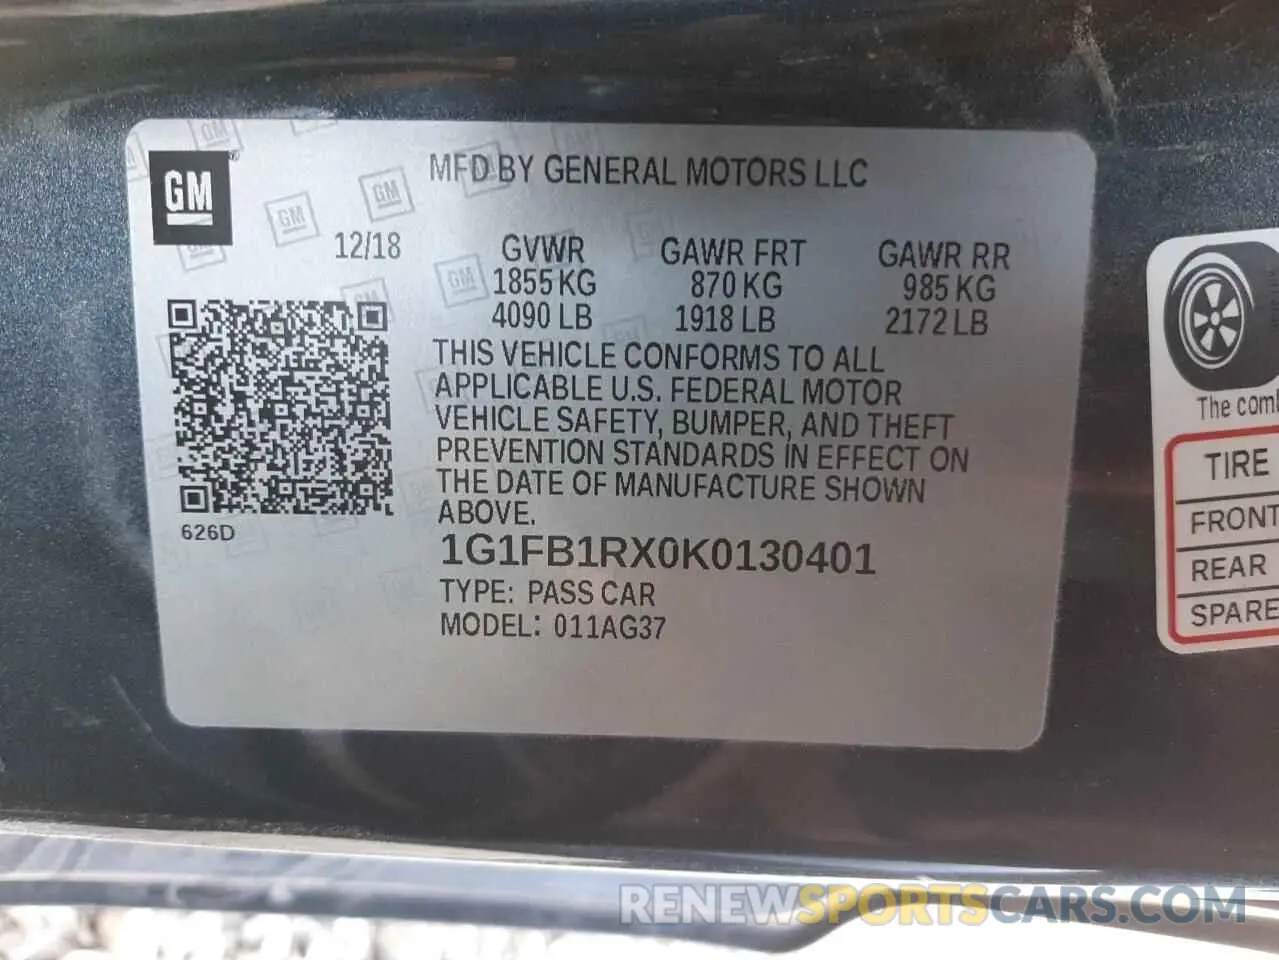 GM
MFD BY GENERAL MOTORS LLC
12/18 GVWR GAWR FRT GAWR RR
1855 KG 870 KG 985 KG
4090 LB 1918 LB 2172 LB
THIS VEHICLE CONFORMS TO ALL
APPLICABLE U.S. FEDERAL MOTOR
VEHICLE SAFETY, BUMPER, AND THEFT
PREVENTION STANDARDS IN EFFECT ON
THE DATE OF MANUFACTURE SHOWN
ABOVE.
626D
1G1FB1RX0K0130401
TYPE: PASS CAR
MODEL: 011AG37
The
TIRE
FRONT
REAR
SPARE
RENEWSPORTSCARS.COM